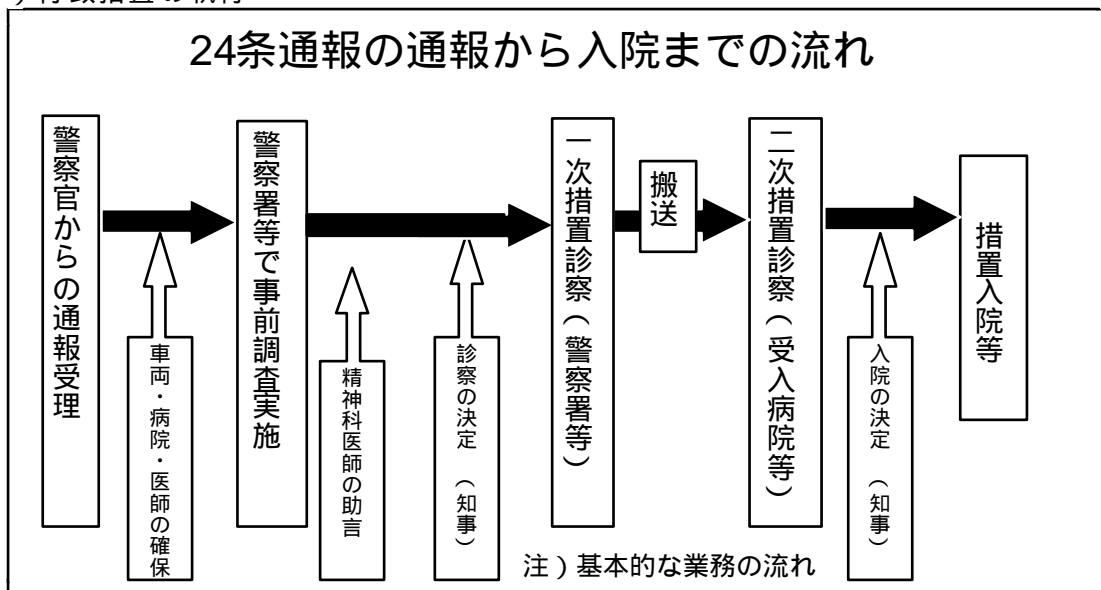 24条通報の通報から入院までの流れ
警察官からの通報受理
車両・病院・医師の確保
警察署等で事前調査実施
精神科医師の助言
診察の決定 (知事)
一次措置診察(警察署等)
搬送
二次措置診察(受入病院等)
入院の決定 (知事)
措置入院等
注)基本的な業務の流れ